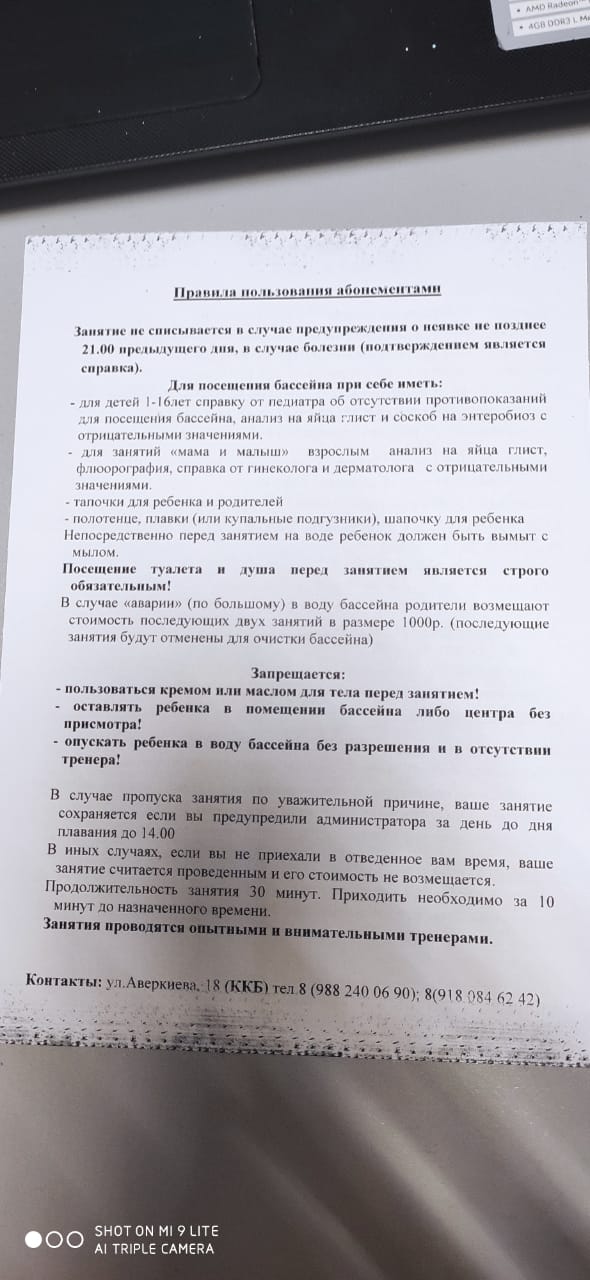 AMD Radeon
4GB DDR3 L
Правила пользования абонементами
Занятие не списывается в случае предупреждения о неявке не позднее
21.00 предыдущего дня, в случае болезни (подтверждением является
справка).
Для посещения бассейна при себе иметь:
- для детей 1-16лет справку от педиатра об отсутствии противопоказаний
для посещения бассейна, анализ на яйца глист и соскоб на энтеробиоз с
отрицательными значениями.
- для занятий «мама и малыш» взрослым анализ на яйца глист,
флюорография, справка от гинеколога и дерматолога с отрицательными
значениями.
- тапочки для ребенка и родителей
- полотенце, плавки (или купальные подгузники), шапочку для ребенка
Непосредственно перед занятием на воде ребенок должен быть вымыт с
мылом.
Посещение туалета и душа перед занятием является строго
обязательным!
В случае «аварии» (по большому) в воду бассейна родители возмещают
стоимость последующих двух занятий в размере 1000р. (последующие
занятия будут отменены для очистки бассейна)
Запрещается:
- пользоваться кремом или маслом для тела перед занятием!
- оставлять ребенка в помещении бассейна либо центра без
присмотра!
- опускать ребенка в воду бассейна без разрешения и в отсутствии
тренера!
В случае пропуска занятия по уважительной причине, ваше занятие
сохраняется если вы предупредили администратора за день до дня
плавания до 14.00
В иных случаях, если вы не приехали в отведенное вам время, ваше
занятие считается проведенным и его стоимость не возмещается.
Продолжительность занятия 30 минут. Приходить необходимо за 10
минут до назначенного времени.
Занятия проводятся опытными и внимательными тренерами.
Контакты: ул.Аверкиева, 18 (ККБ) тел.8 (988 240 06 90); 8(918 084 62 42)
SHOT ON MI 9 LITE
AI TRIPLE CAMERA